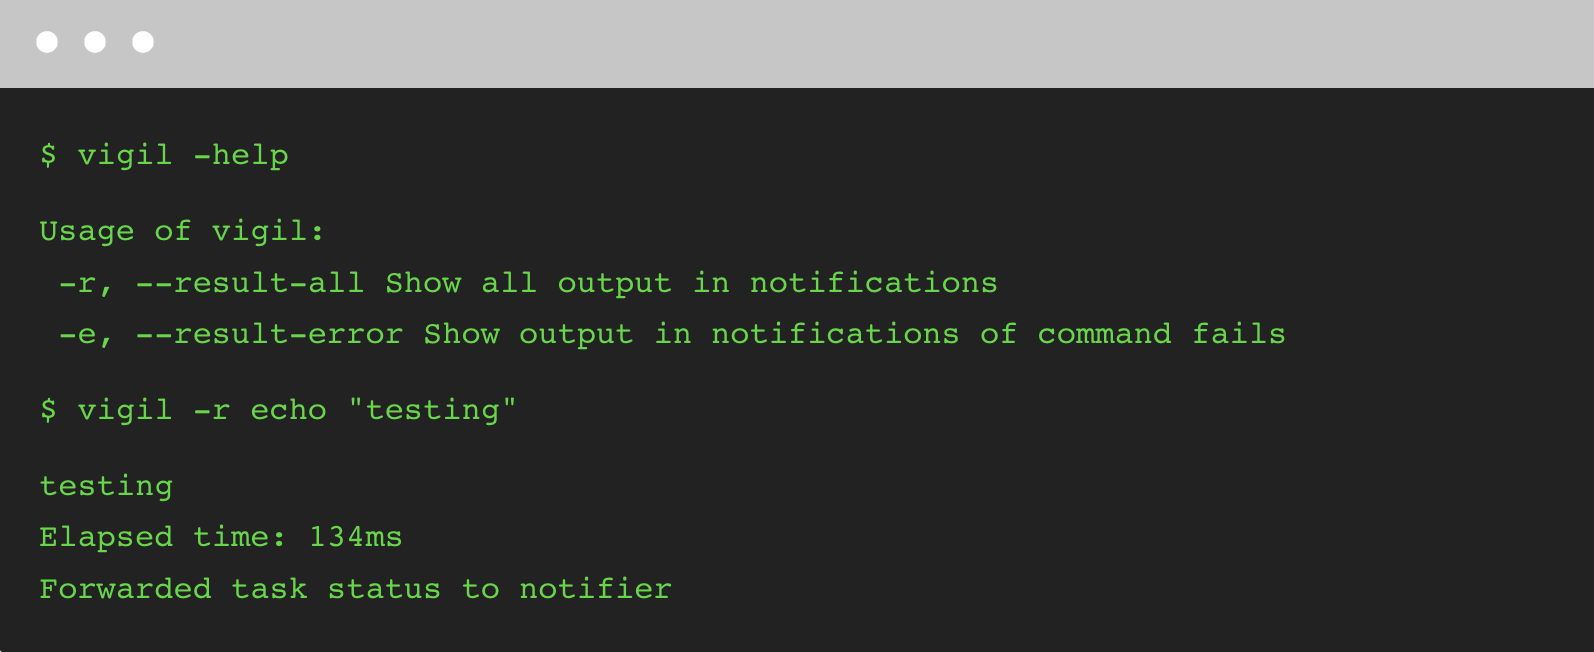 $ vigil -help
Usage of vigil:
-r, --result-all Show all output in notifications
-e, --result-error Show output in notifications of command fails
$ vigil -r echo "testing"
testing
Elapsed time: 134ms
Forwarded task status to notifier